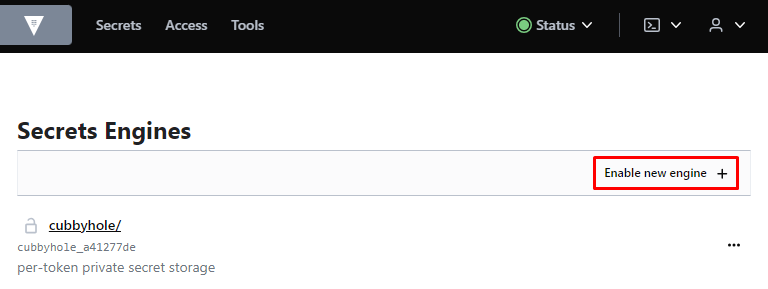 Secrets Access Tools Status
Secrets Engines
Enable new engine +
cubbyhole/
cubbyhole_a41277de
per-token private secret storage